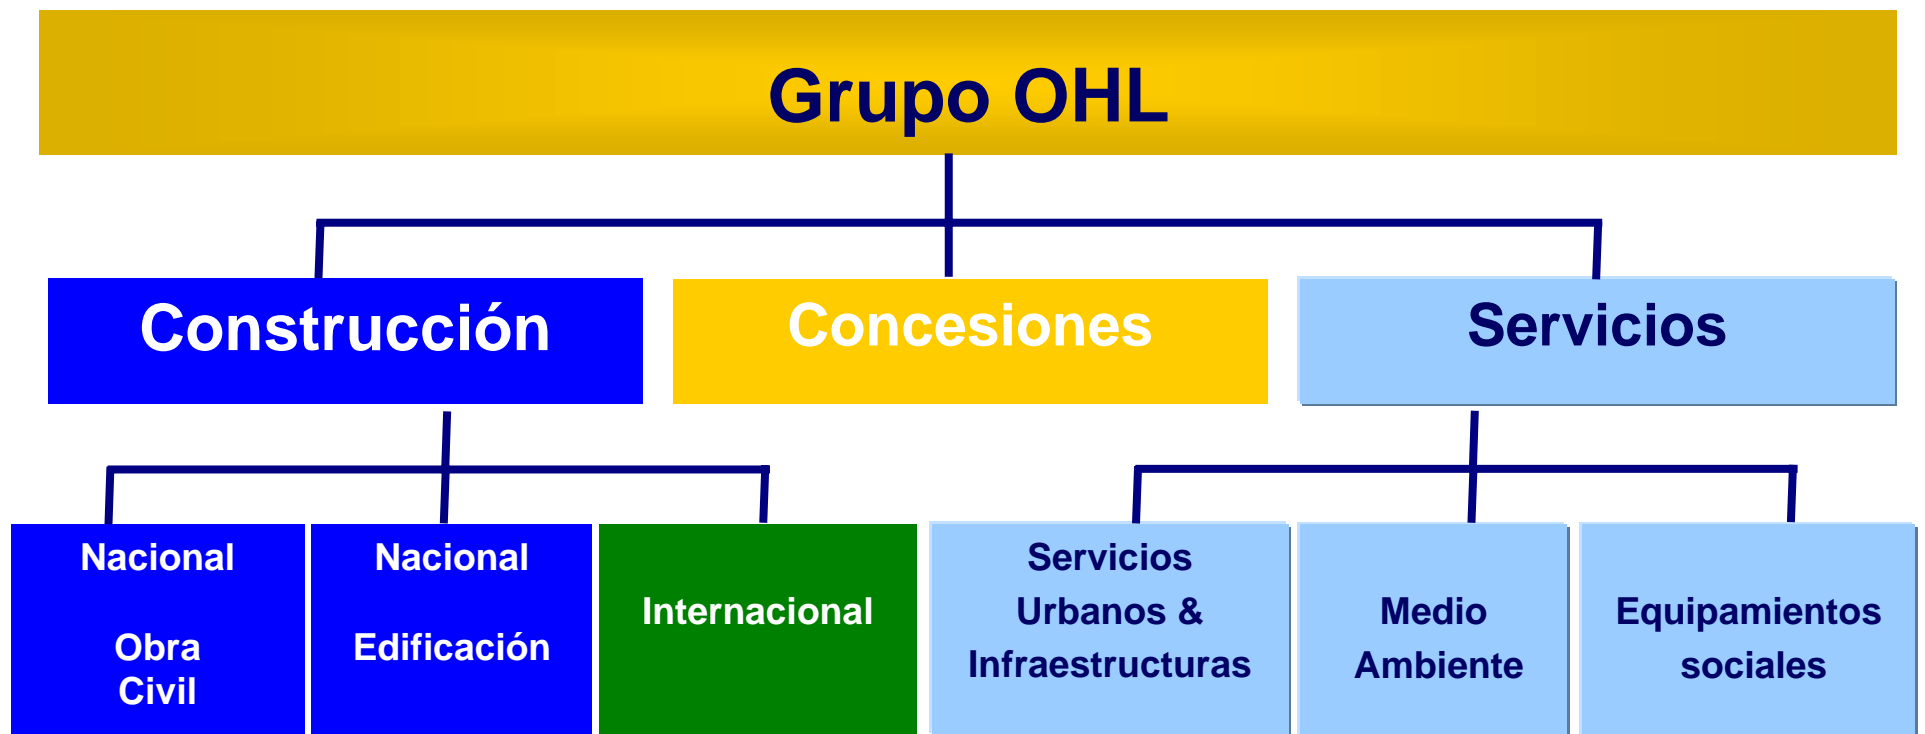 Grupo OHL
Construcción
Concesiones
Servicios
Nacional
Obra
Civil
Nacional
Edificación
Internacional
Servicios
Urbanos &
Infraestructuras
Medio
Ambiente
Equipamientos
sociales